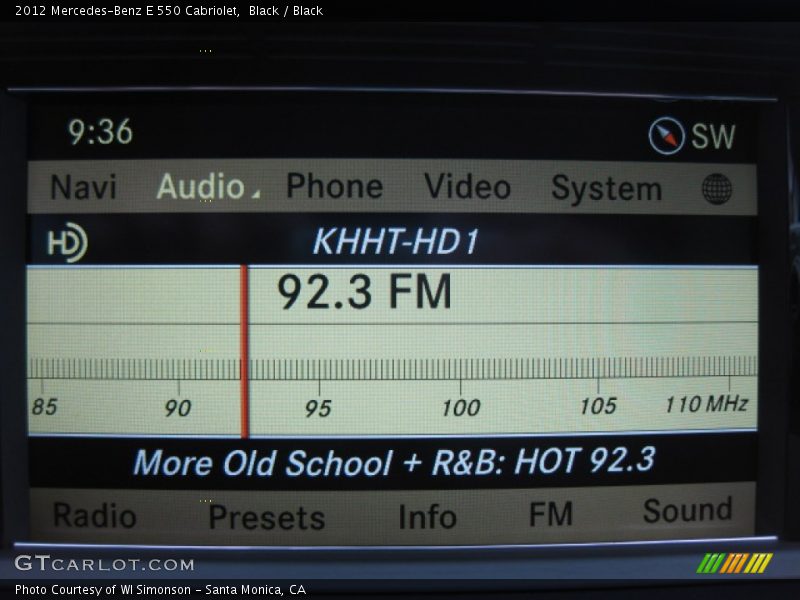 2012 Mercedes-Benz E 550 Cabriolet, Black / Black
9:36 SW
Navi Audio Phone Video System
HD KHHT-HD1
92.3 FM
85 90 95 100 105 110 MHz
More Old School + R&B: HOT 92.3
Radio Presets Info FM Sound
GTCARLOT.COM
Photo Courtesy of WI Simonson - Santa Monica, CA